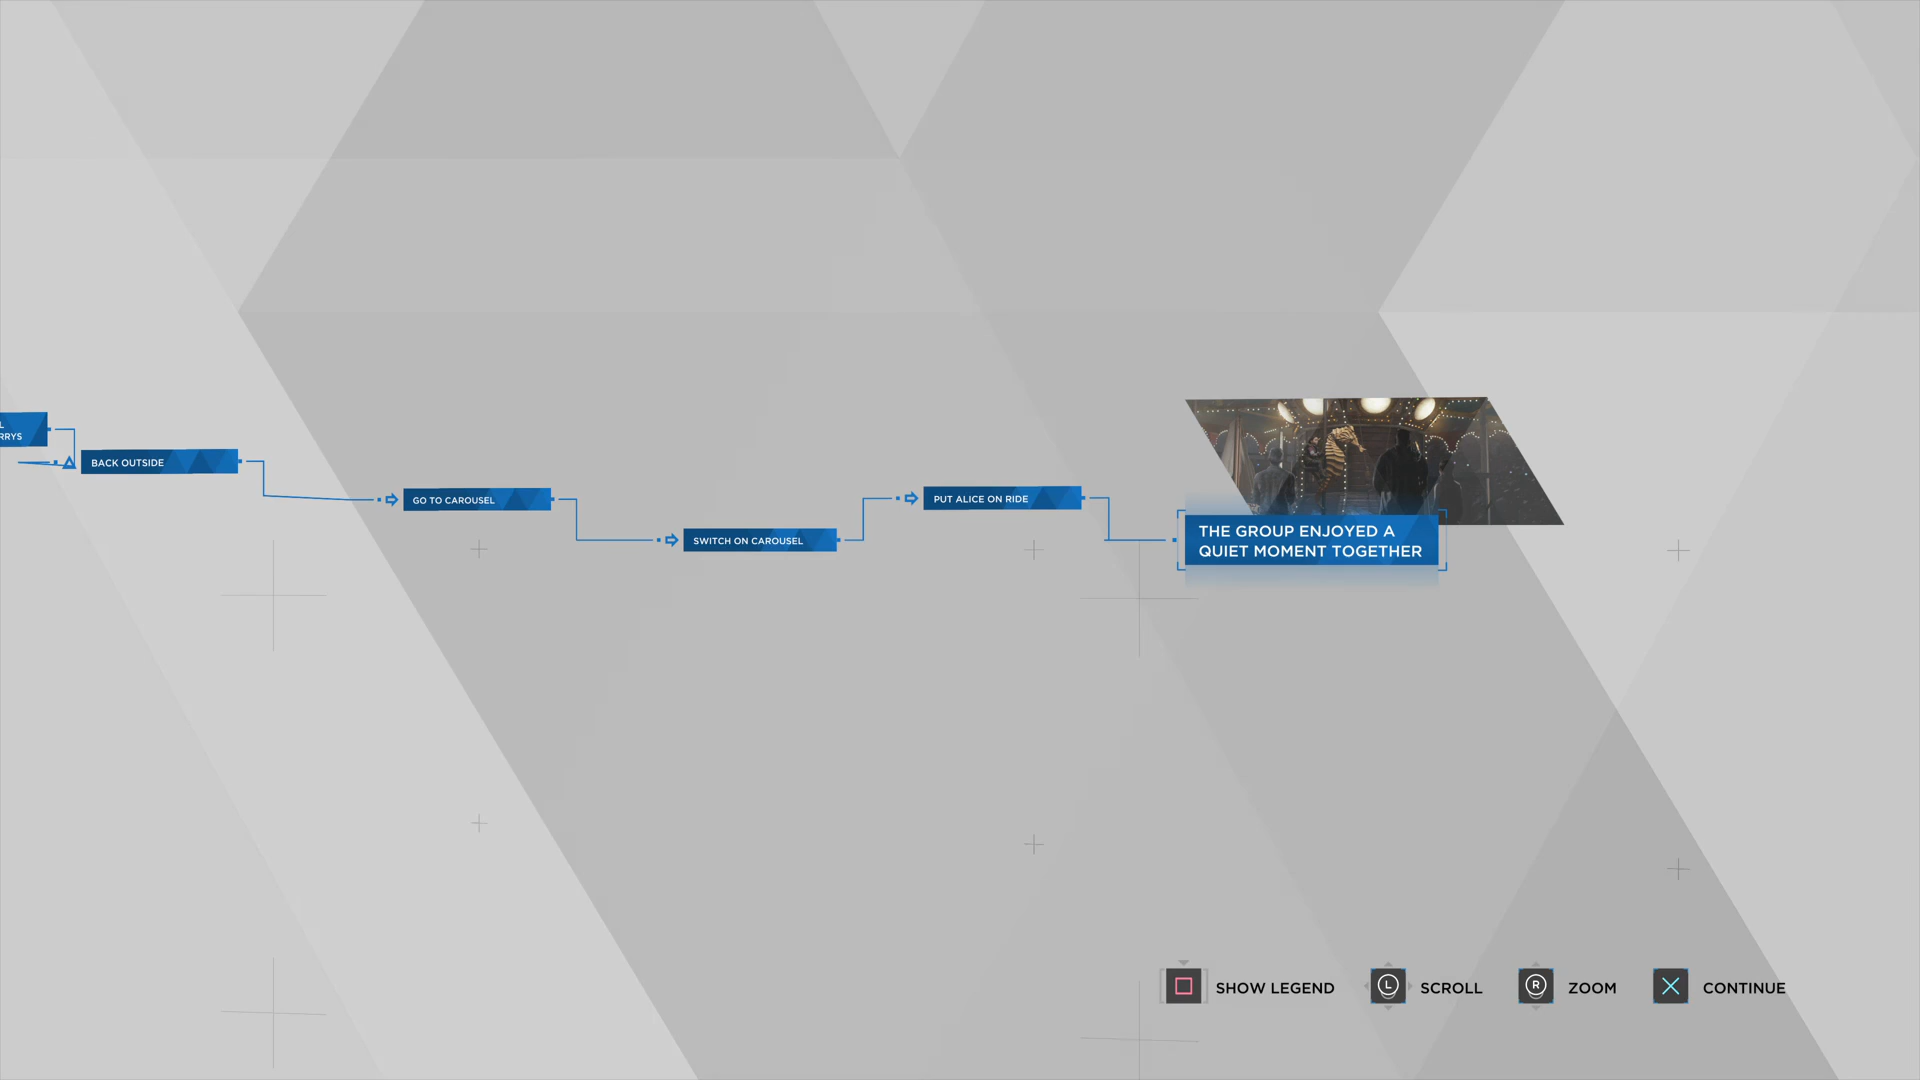 L
RRYS
BACK OUTSIDE
GO TO CAROUSEL
SWITCH ON CAROUSEL
PUT ALICE ON RIDE
THE GROUP ENJOYED A
QUIET MOMENT TOGETHER
SHOW LEGEND
L
SCROLL
R
ZOOM
CONTINUE